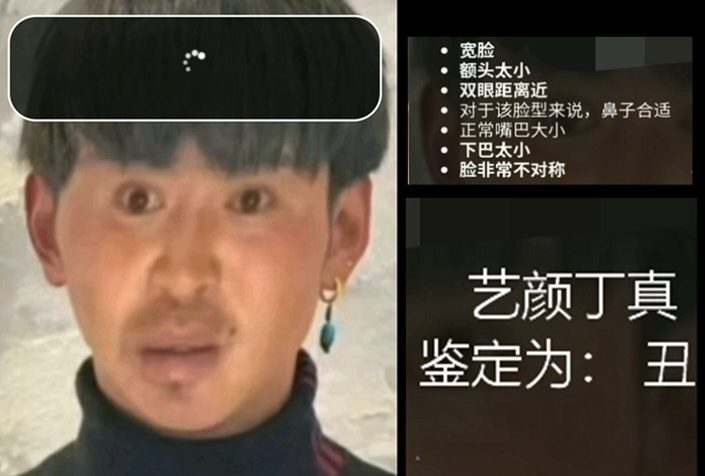 宽脸
额头太小
双眼距离近
对于该脸型来说，鼻子合适
正常嘴巴大小
下巴太小
脸非常不对称
艺颜丁真
鉴定为： 丑